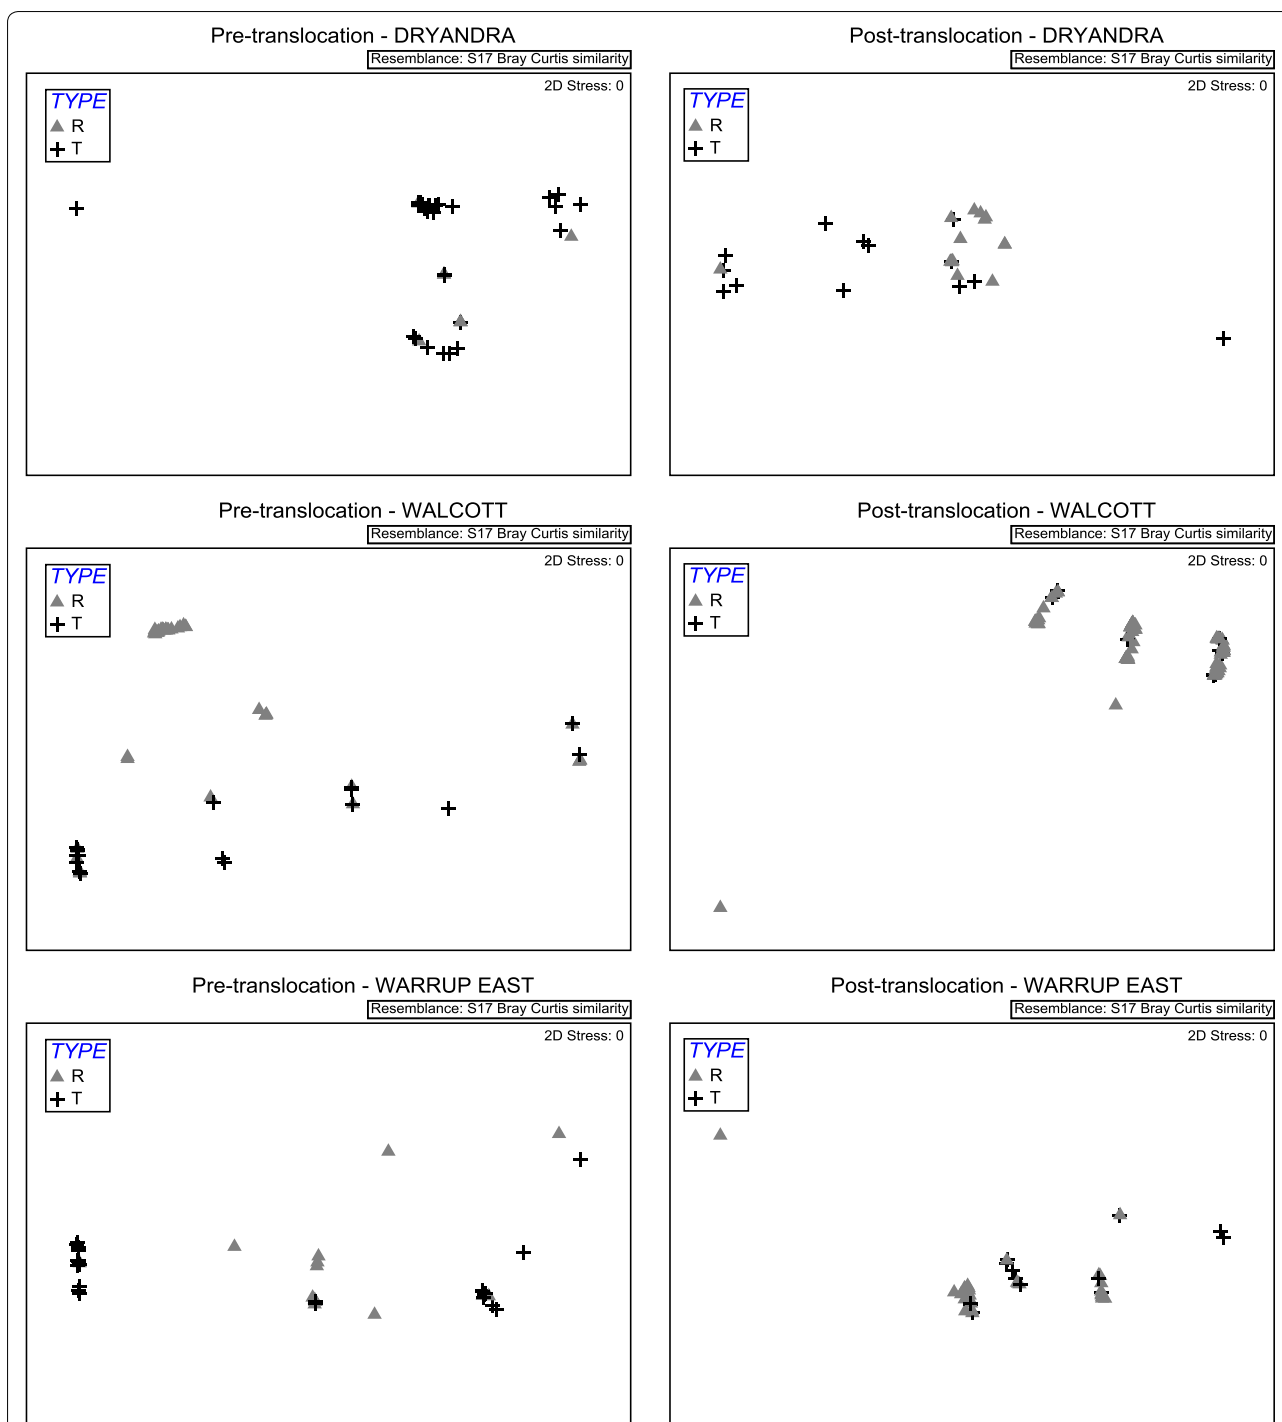 Pre-translocation - DRYANDRA
Resemblance: S17 Bray Curtis similarity
2D Stress: 0
TYPE
R
T
Post-translocation - DRYANDRA
Resemblance: S17 Bray Curtis similarity
2D Stress: 0
TYPE
R
T
Pre-translocation - WALCOTT
Resemblance: S17 Bray Curtis similarity
2D Stress: 0
TYPE
R
T
Post-translocation - WALCOTT
Resemblance: S17 Bray Curtis similarity
2D Stress: 0
TYPE
R
T
Pre-translocation - WARRUP EAST
Resemblance: S17 Bray Curtis similarity
2D Stress: 0
TYPE
R
T
Post-translocation - WARRUP EAST
Resemblance: S17 Bray Curtis similarity
2D Stress: 0
TYPE
R
T